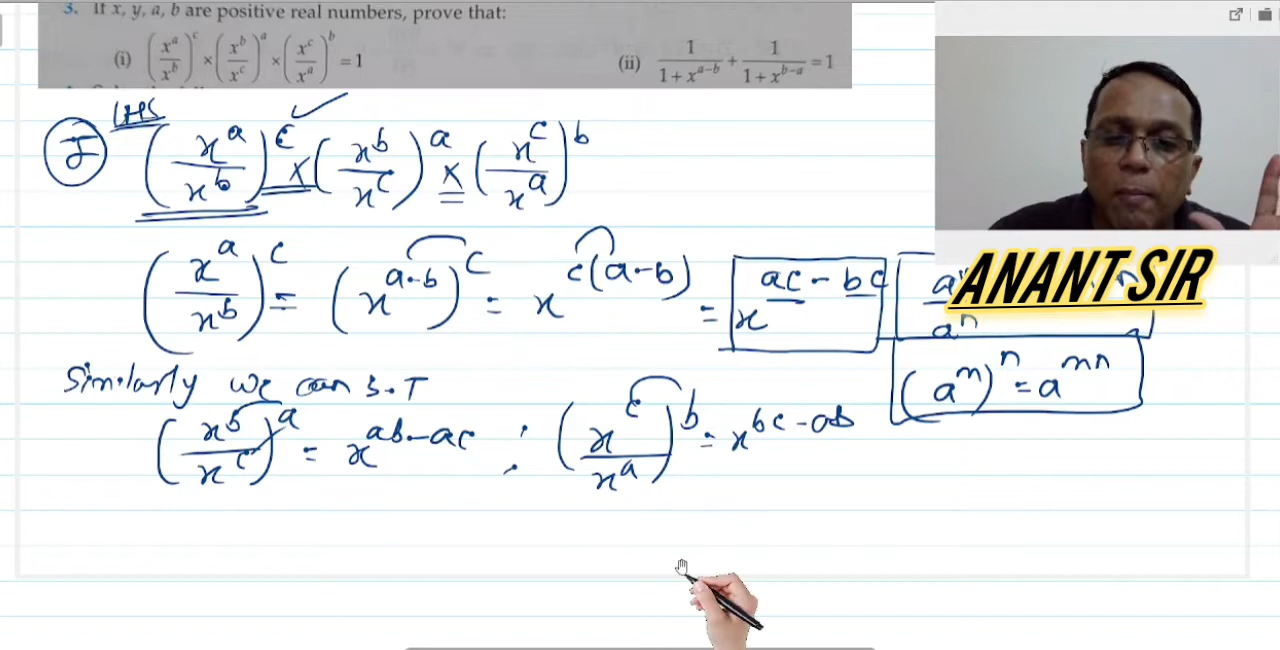 3. If x, y, a, b are positive real numbers, prove that:
(i) (x^a/x^b)^c × (x^b/x^c)^a × (x^c/x^a)^b = 1 (ii) 1/(1 + x^(a−b)) + 1/(1 + x^(b−a)) = 1
LHS
I (x^a/x^b)^c × (x^b/x^c)^a × (x^c/x^a)^b
(x^a/x^b)^c = (x^(a-b))^c = x^(c(a-b)) = x^(ac-bc)
ANANT SIR
(a^m)^n = a^(mn)
Similarly we can S.T
(x^b/x^c)^a = x^(ab-ac) ; (x^c/x^a)^b = x^(bc-ab)